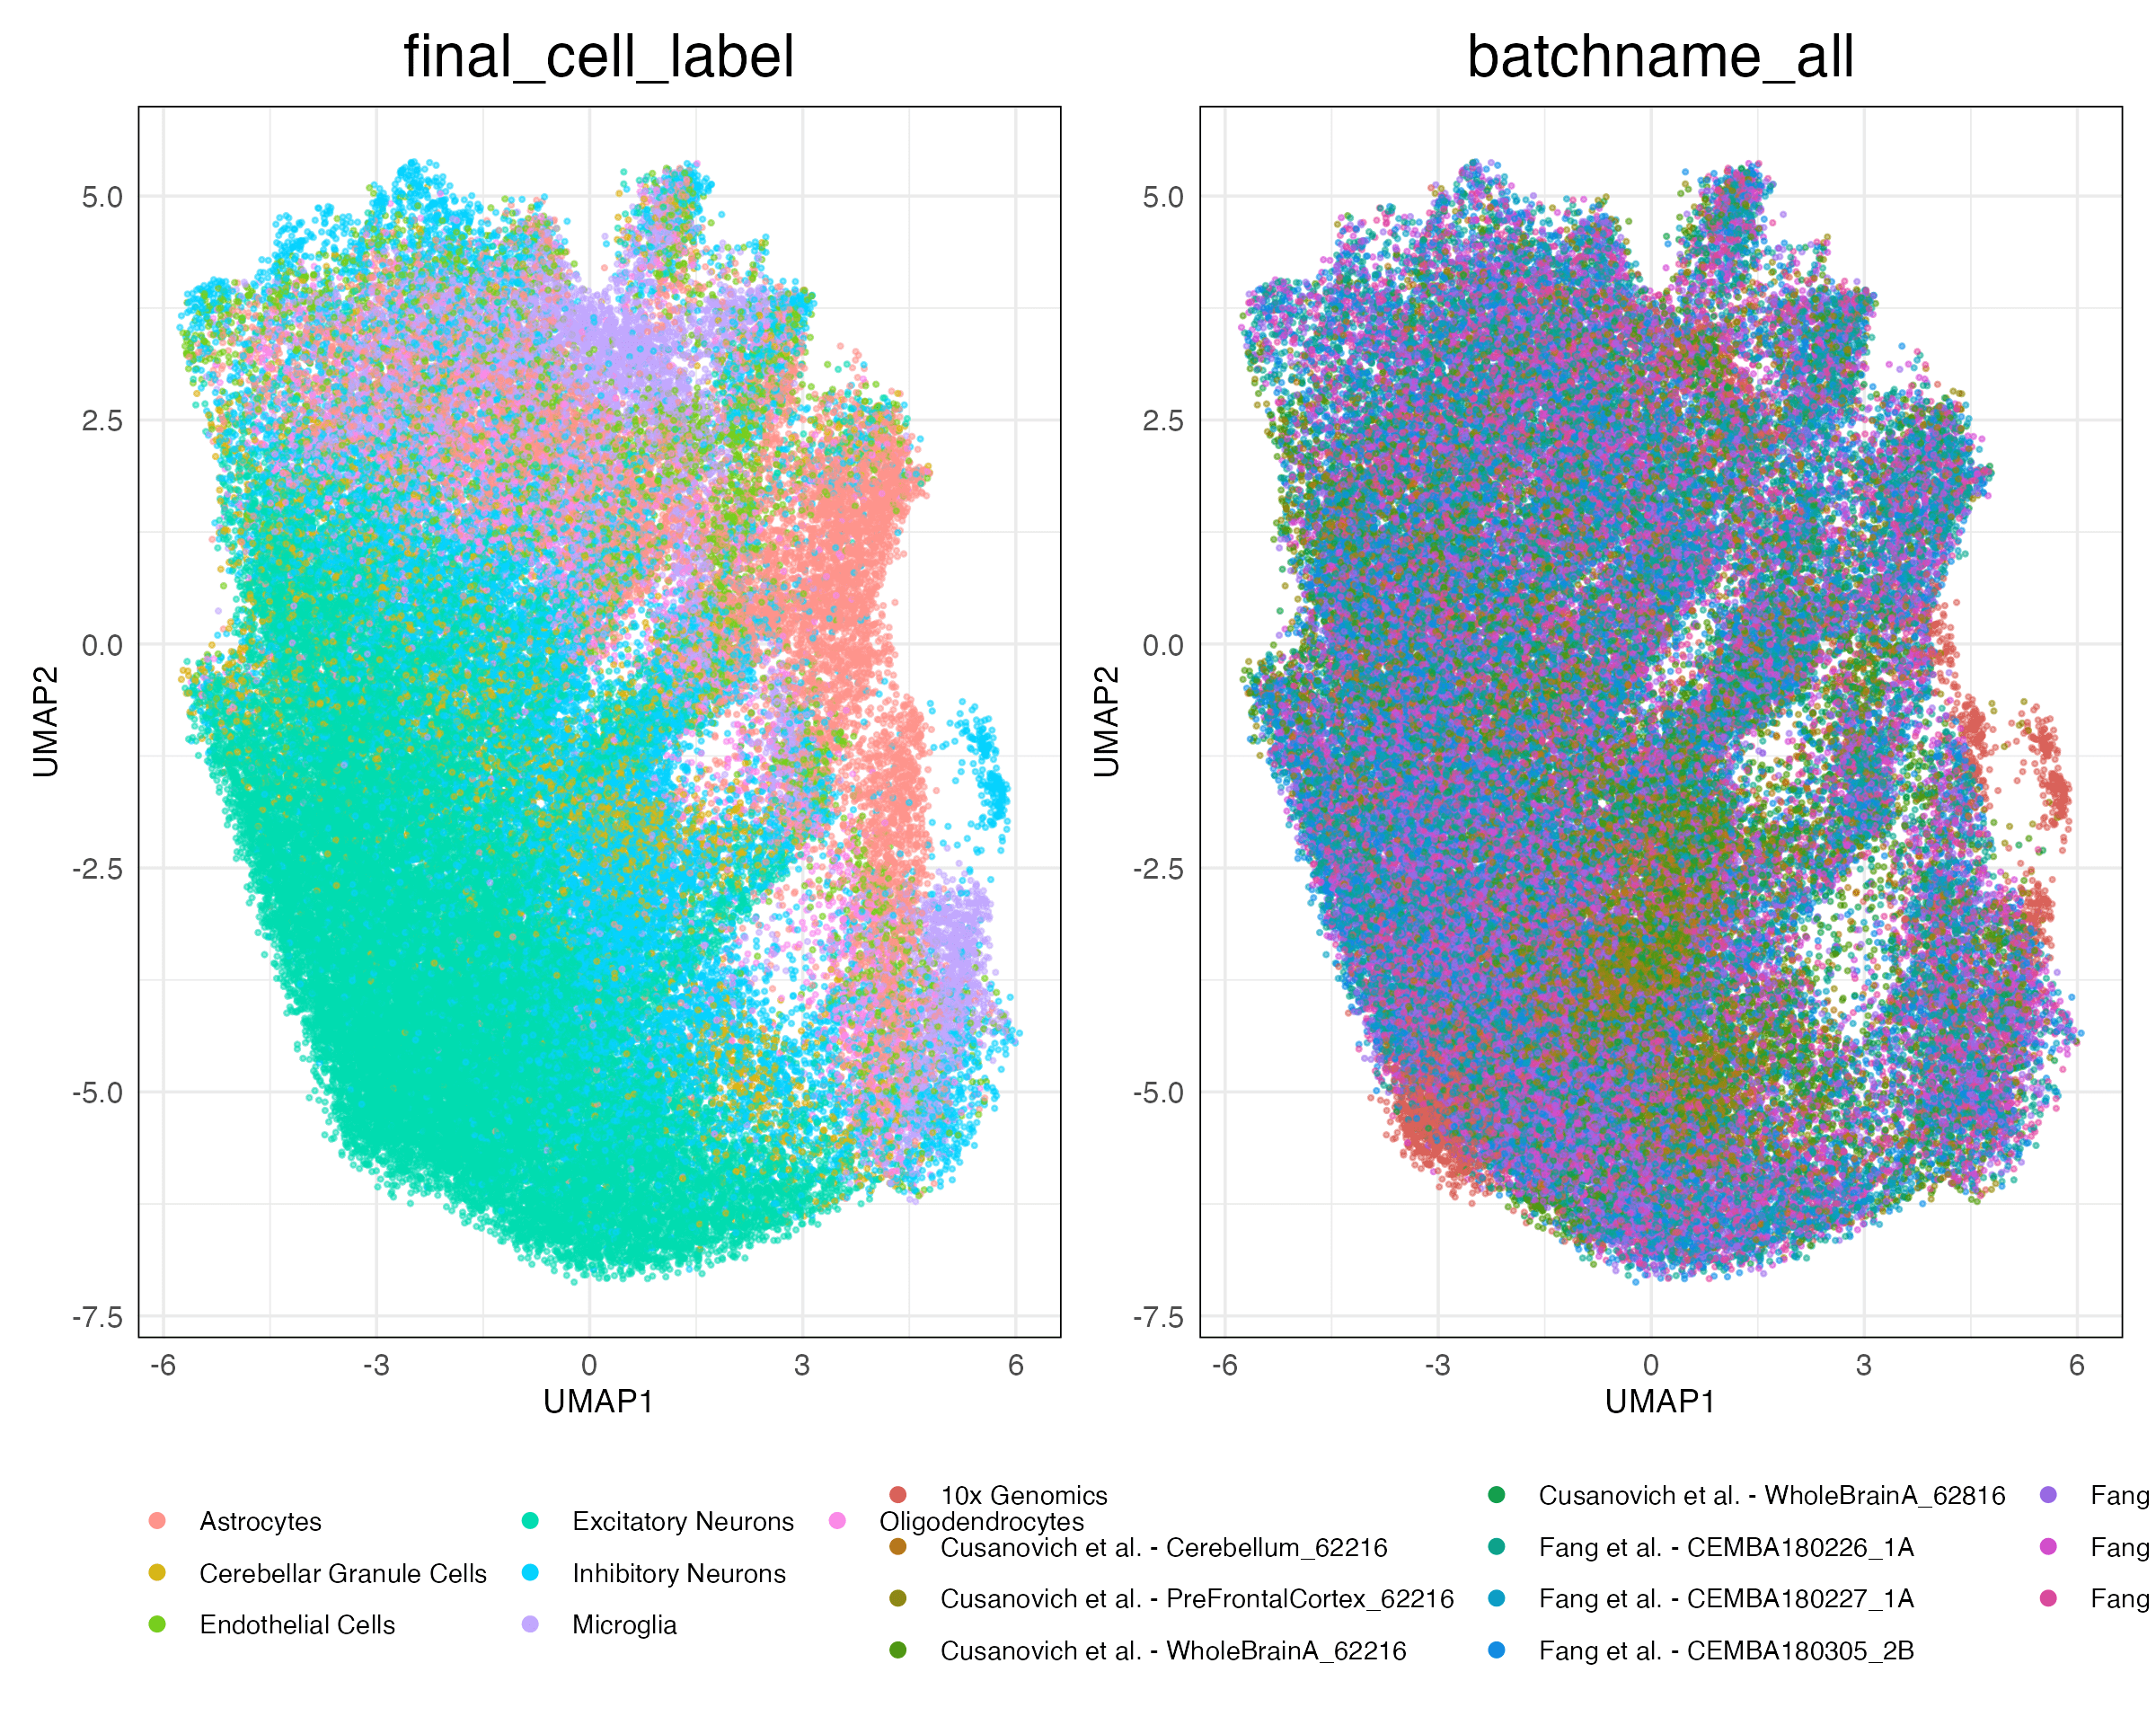 final_cell_label
batchname_all
5.0
2.5
0.0
-2.5
-5.0
-7.5
UMAP2
-6 -3 0 3 6
UMAP1
5.0
2.5
0.0
-2.5
-5.0
-7.5
UMAP2
-6 -3 0 3 6
UMAP1
Astrocytes
Cerebellar Granule Cells
Endothelial Cells
Excitatory Neurons
Inhibitory Neurons
Microglia
Oligodendrocytes
10x Genomics
Cusanovich et al. - Cerebellum_62216
Cusanovich et al. - PreFrontalCortex_62216
Cusanovich et al. - WholeBrainA_62216
Cusanovich et al. - WholeBrainA_62816
Fang et al. - CEMBA180226_1A
Fang et al. - CEMBA180227_1A
Fang et al. - CEMBA180305_2B
Fang
Fang
Fang